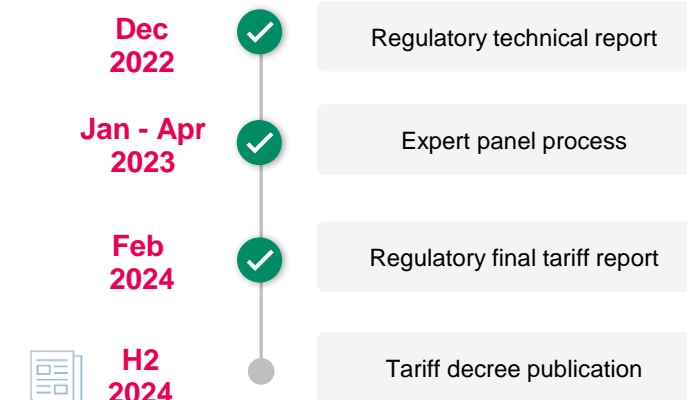 Dec
2022
Regulatory technical report
Jan - Apr
2023
Expert panel process
Feb
2024
Regulatory final tariff report
H2
2024
Tariff decree publication